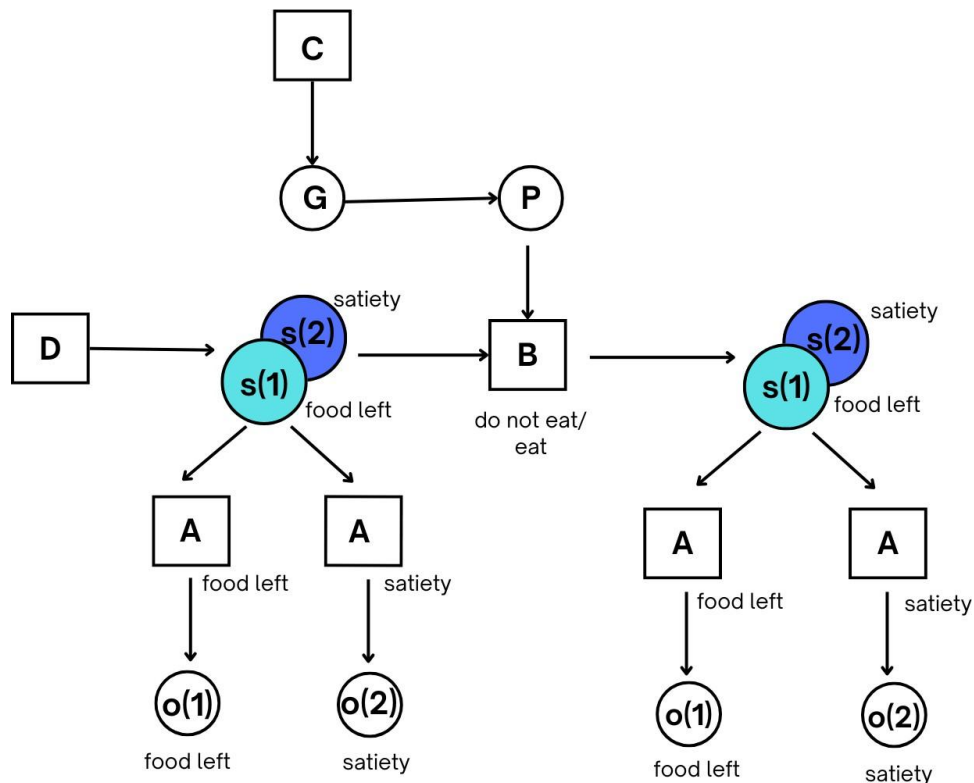 C
G
P
D
s(2)
satiety
s(1)
food left
B
do not eat/
eat
s(2)
satiety
s(1)
food left
A
food left
A
satiety
A
food left
A
satiety
o(1)
food left
o(2)
satiety
o(1)
food left
o(2)
satiety